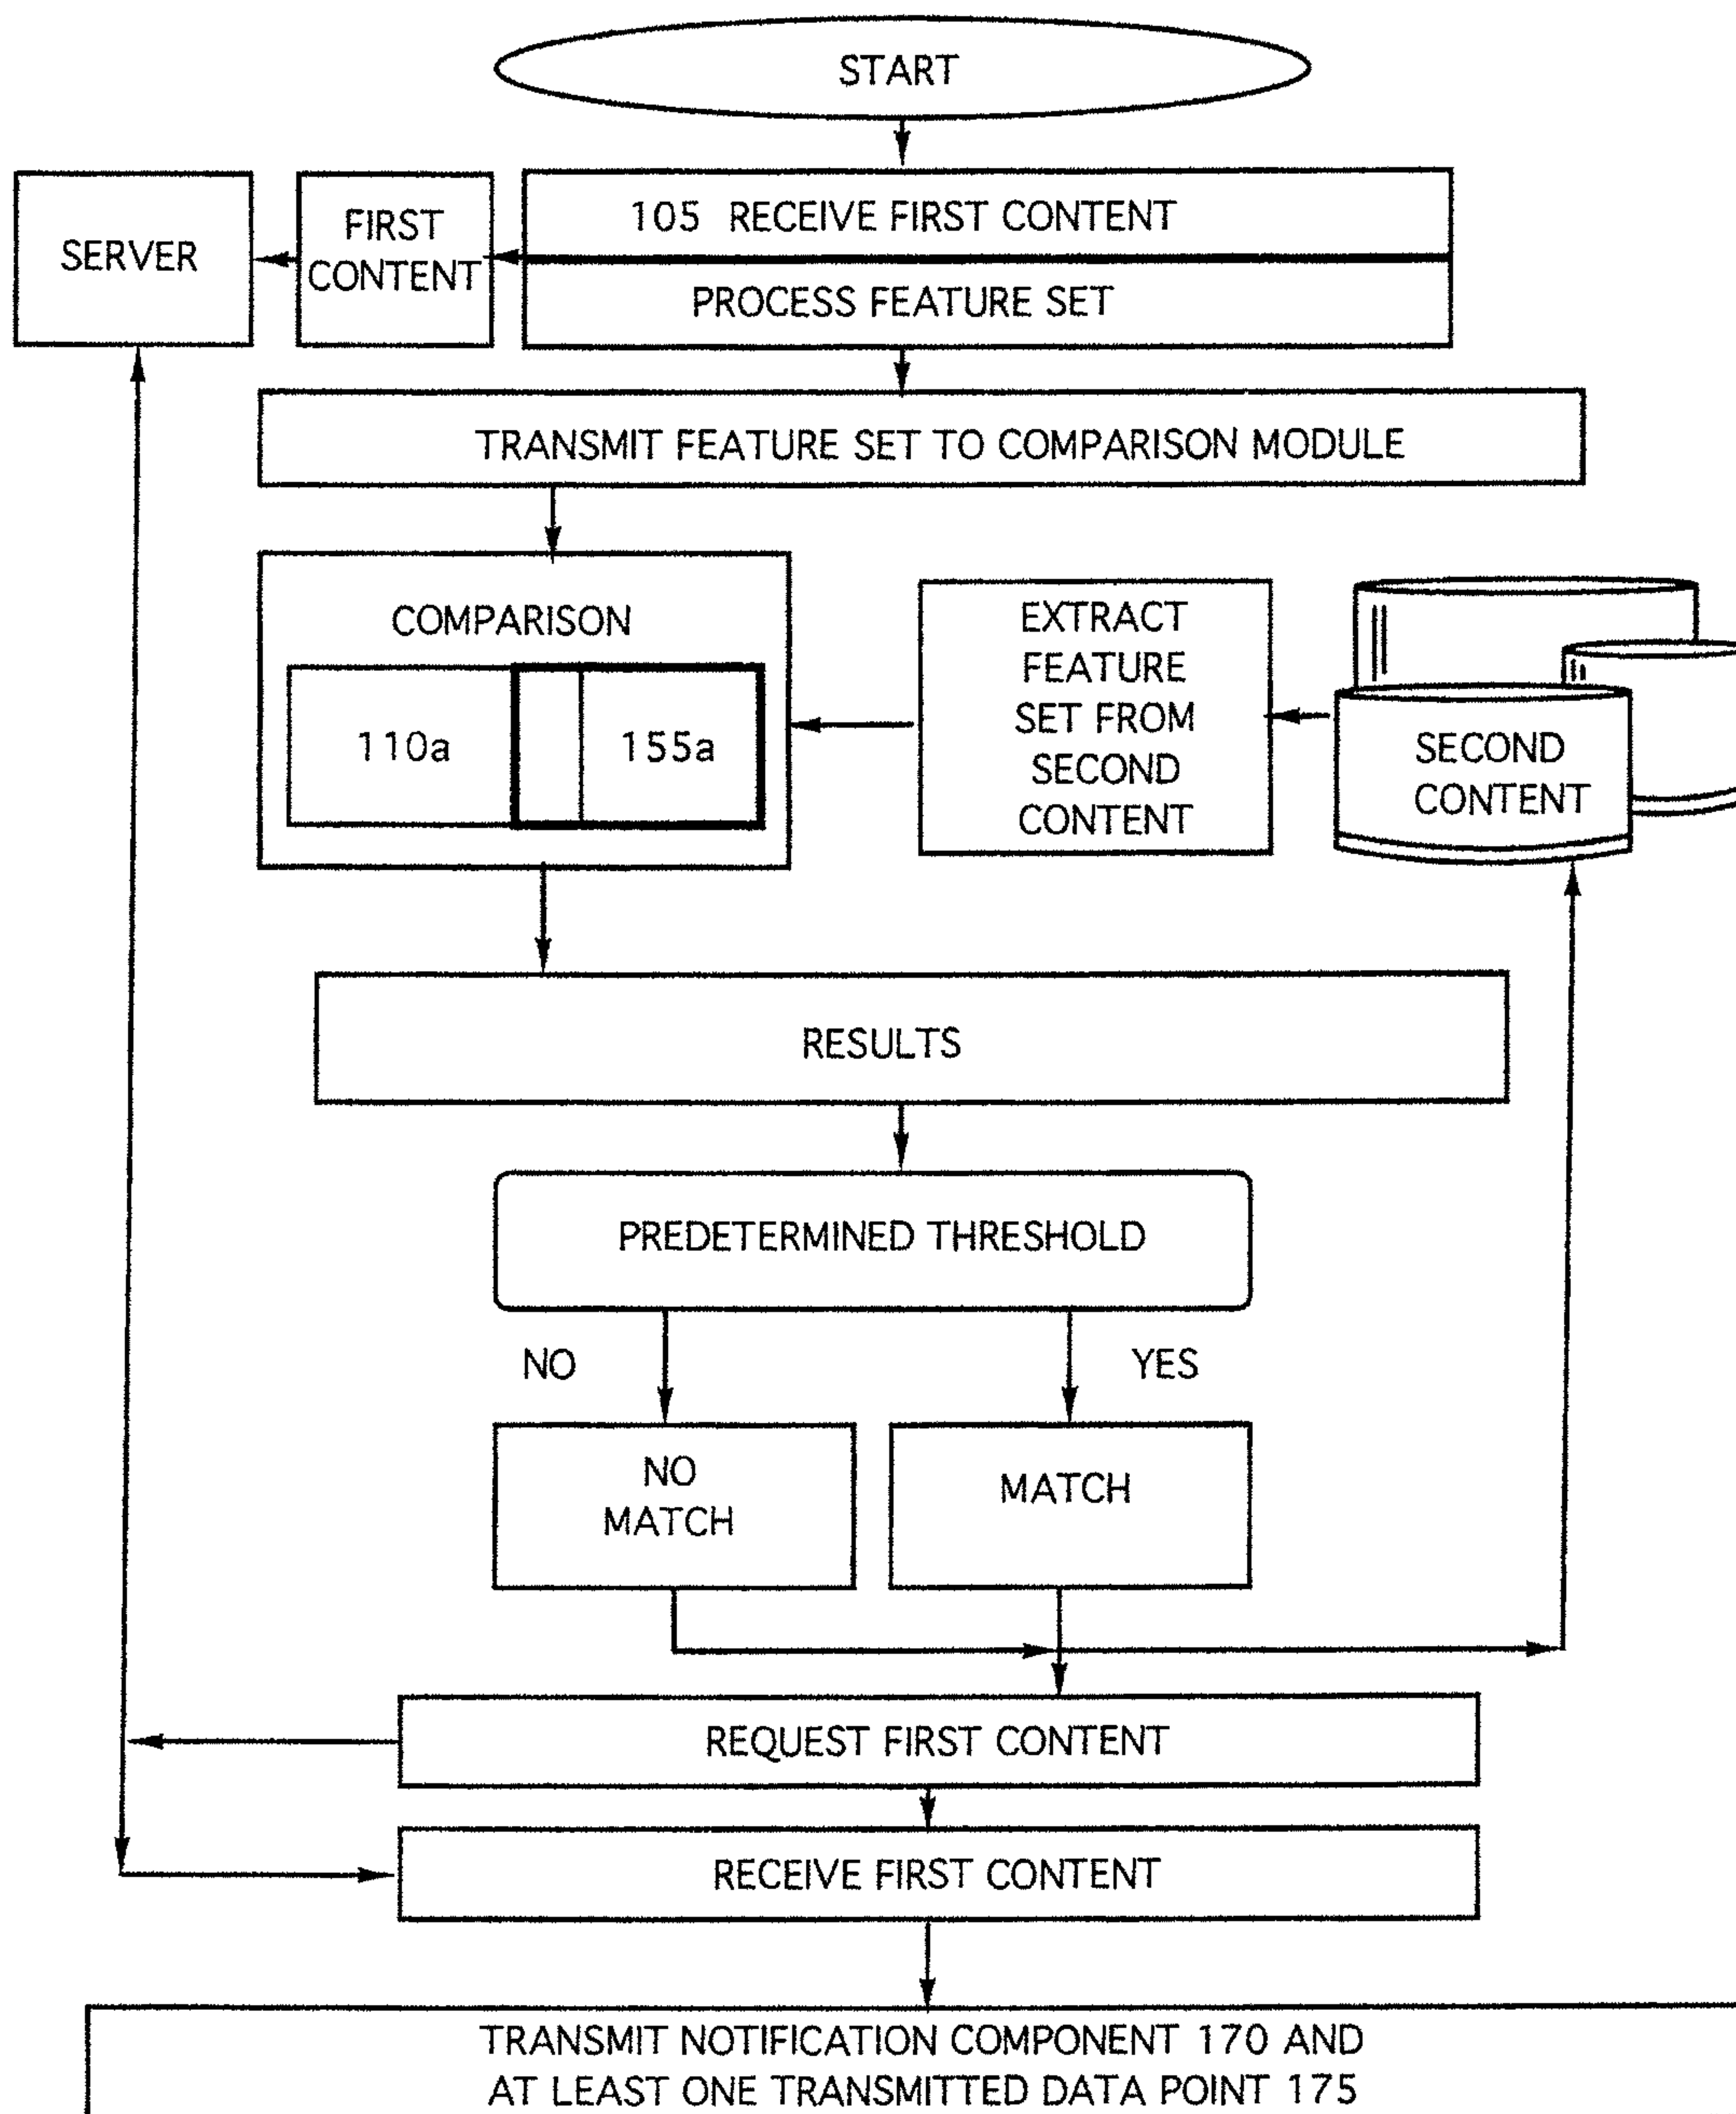 START
105 RECEIVE FIRST CONTENT
PROCESS FEATURE SET
FIRST
CONTENT
SERVER
TRANSMIT FEATURE SET TO COMPARISON MODULE
COMPARISON
110a
155a
EXTRACT
FEATURE
SET FROM
SECOND
CONTENT
SECOND
CONTENT
RESULTS
PREDETERMINED THRESHOLD
NO
YES
NO
MATCH
MATCH
REQUEST FIRST CONTENT
RECEIVE FIRST CONTENT
TRANSMIT NOTIFICATION COMPONENT 170 AND
AT LEAST ONE TRANSMITTED DATA POINT 175